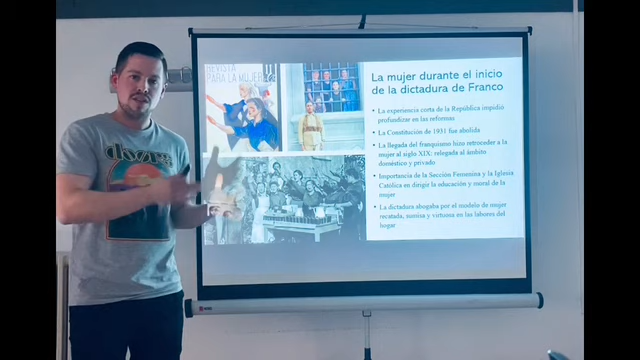 REVISTA
PARA LA MUJER
La mujer durante el inicio
de la dictadura de Franco
• La experiencia corta de la República impidió
profundizar en las reformas
• La Constitución de 1931 fue abolida
• La llegada del franquismo hizo retroceder a la
mujer al siglo XIX: relegada al ámbito
doméstico y privado
• Importancia de la Sección Femenina y la Iglesia
Católica en dirigir la educación y moral de la
mujer
• La dictadura abogaba por el modelo de mujer
recatada, sumisa y virtuosa en las labores del
hogar
doors